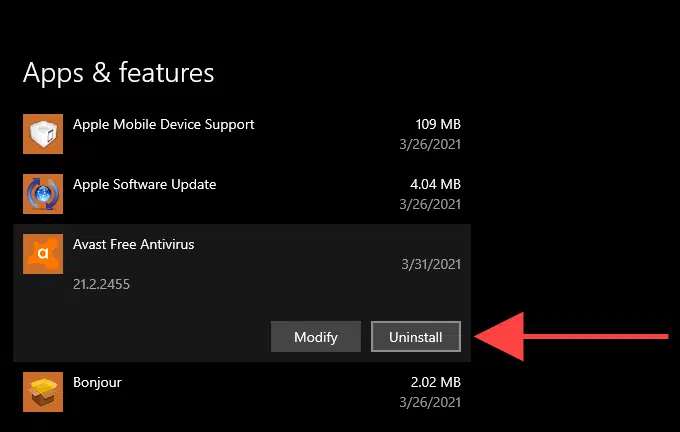 Apps & features
Apple Mobile Device Support 109 MB
3/26/2021
Apple Software Update 4.04 MB
3/26/2021
Avast Free Antivirus
3/31/2021
21.2.2455
Modify Uninstall
Bonjour 2.02 MB
3/26/2021